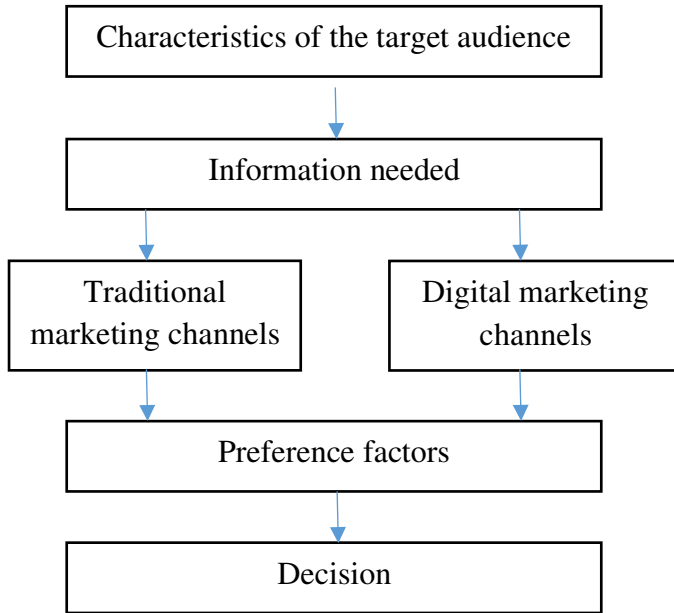 Characteristics of the target audience
Information needed
Traditional
marketing channels
Digital marketing
channels
Preference factors
Decision